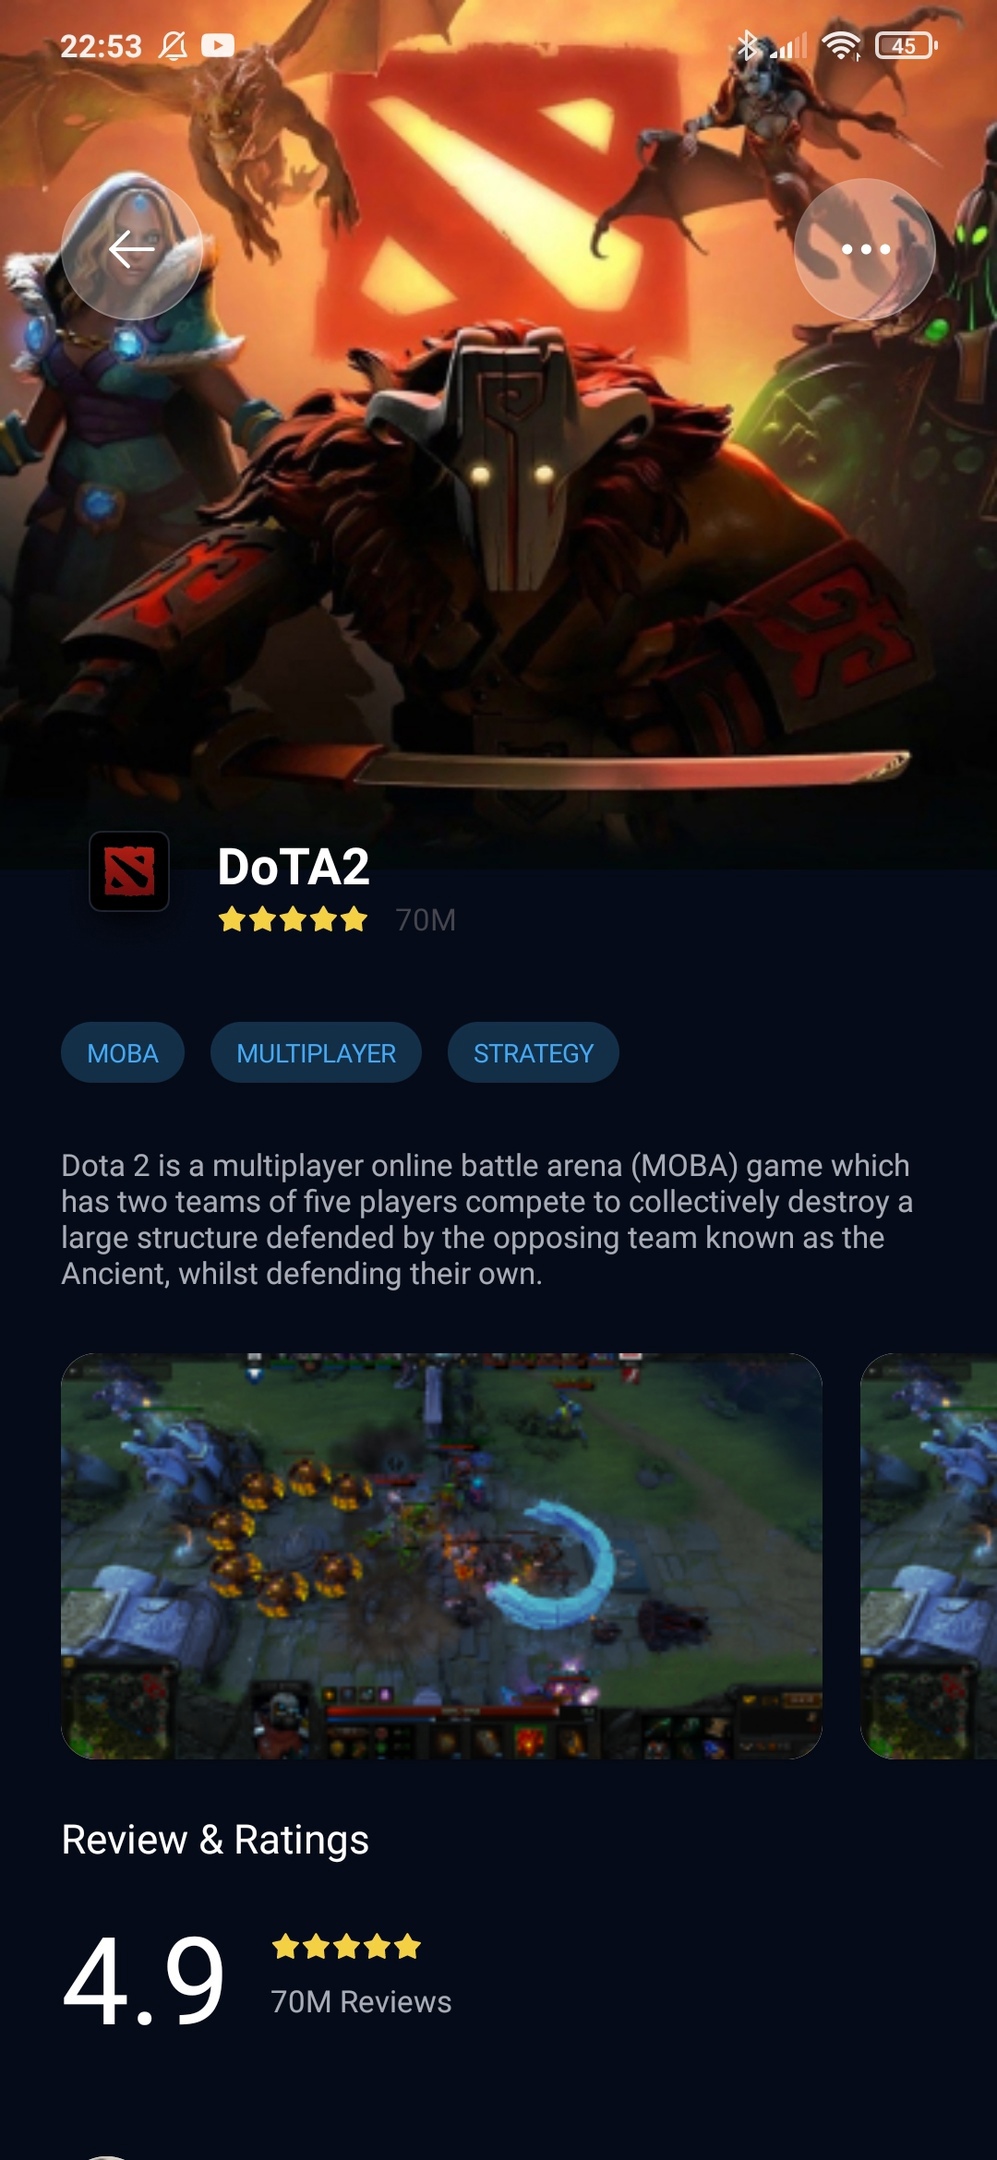 22:53
45
DoTA2
70M
MOBA
MULTIPLAYER
STRATEGY
Dota 2 is a multiplayer online battle arena (MOBA) game which
has two teams of five players compete to collectively destroy a
large structure defended by the opposing team known as the
Ancient, whilst defending their own.
Review & Ratings
4.9
70M Reviews